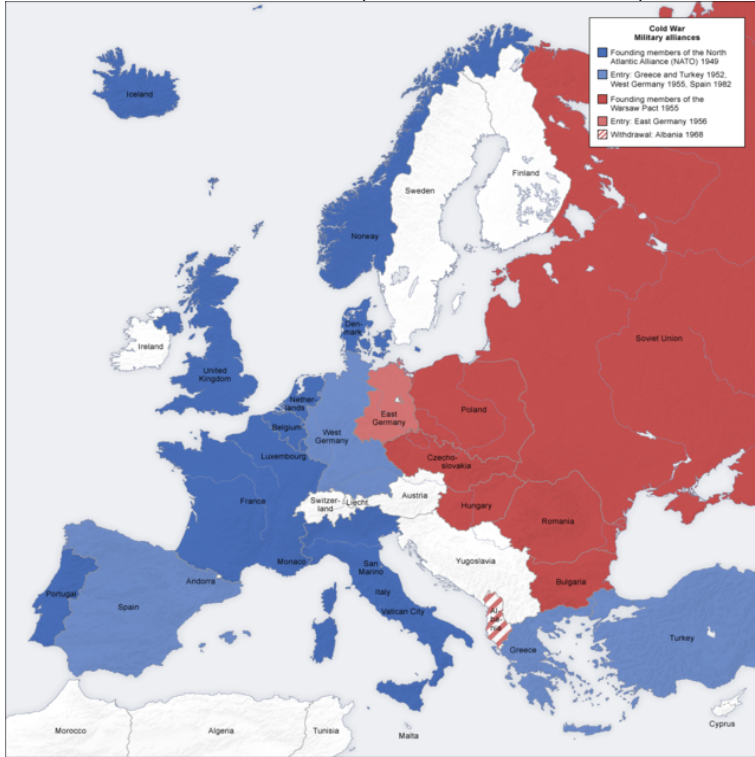 Cold War
Military alliances
Founding members of the North
Atlantic Alliance (NATO) 1949
Entry: Greece and Turkey 1952,
West Germany 1955, Spain 1982
Founding members of the
Warsaw Pact 1955
Entry: East Germany 1956
Withdrawal: Albania 1968
Iceland
Finland
Sweden
Norway
Soviet Union
Den-
mark
Ireland
United
Kingdom
Nether-
lands
Poland
East
Germany
Belgium
West
Germany
Luxembourg
Czecho-
slovakia
Austria
France
Switzer-
land
Liecht.
Hungary
Romania
Yugoslavia
Monaco
San
Marino
Andorra
Bulgaria
Portugal
Spain
Italy
Vatican City
Al-
ba-
nia
Turkey
Greece
Cyprus
Morocco
Algeria
Tunisia
Malta